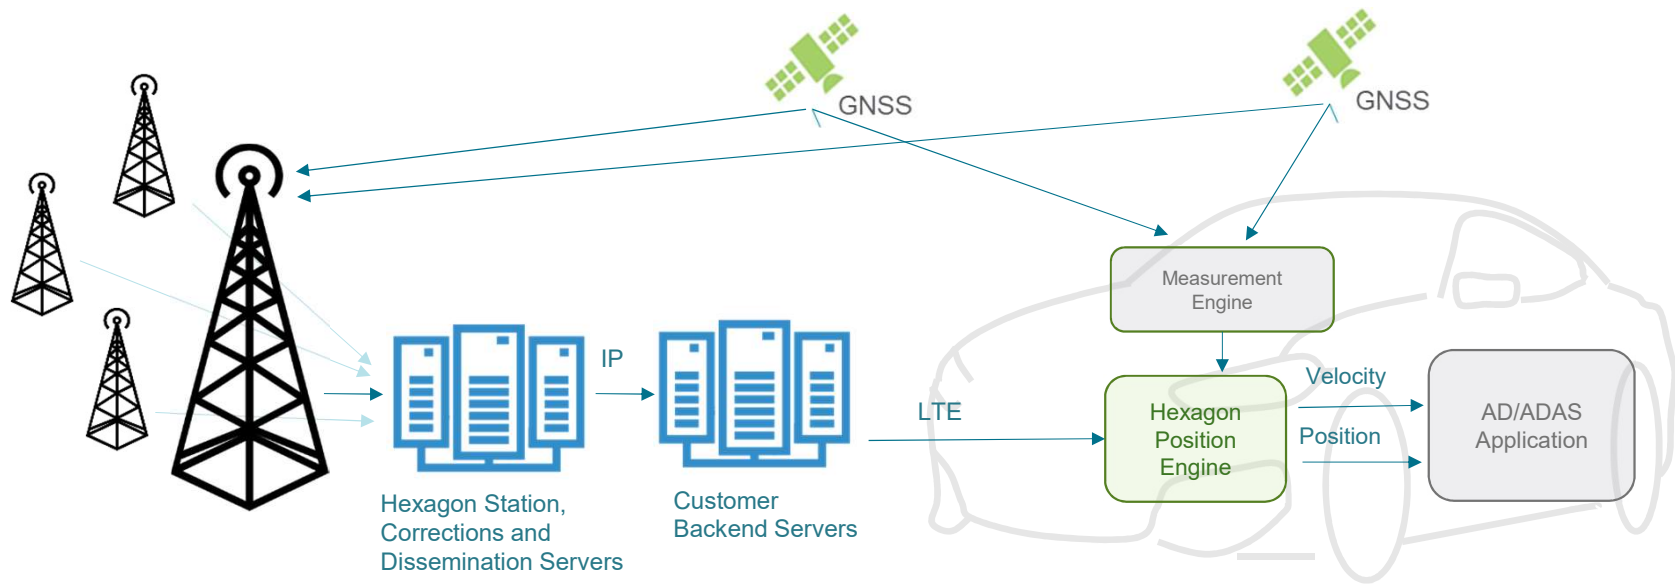 GNSS
GNSS
Measurement
Engine
IP
LTE
Velocity
Position
Hexagon
Position
Engine
AD/ADAS
Application
Hexagon Station,
Corrections and
Dissemination Servers
Customer
Backend Servers